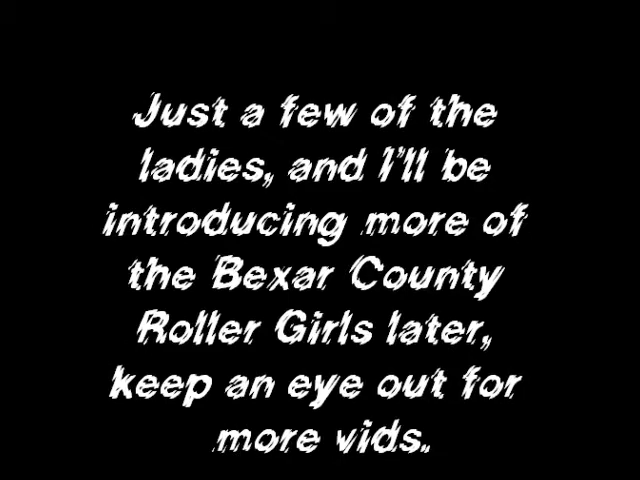 Just a few of the
ladies, and I'll be
introducing more of
the Bexar County
Roller Girls later,
keep an eye out for
more vids.